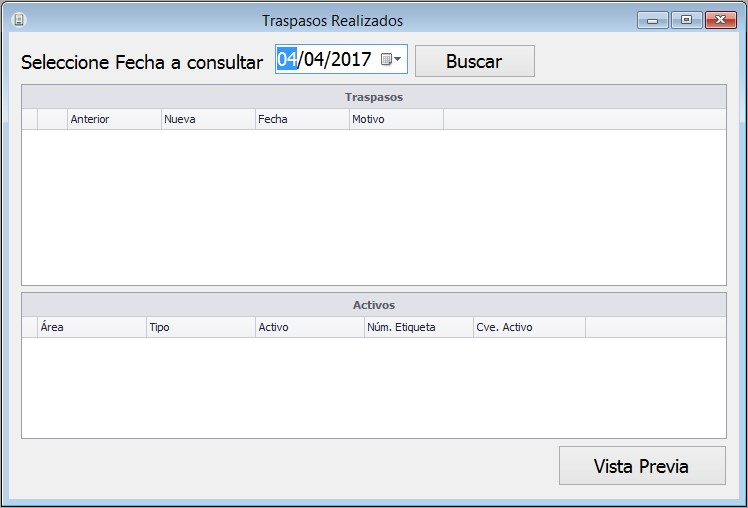 Traspasos Realizados
Seleccione Fecha a consultar 04/04/2017 Buscar
Traspasos
Anterior Nueva Fecha Motivo
Activos
Área Tipo Activo Núm. Etiqueta Cve. Activo
Vista Previa